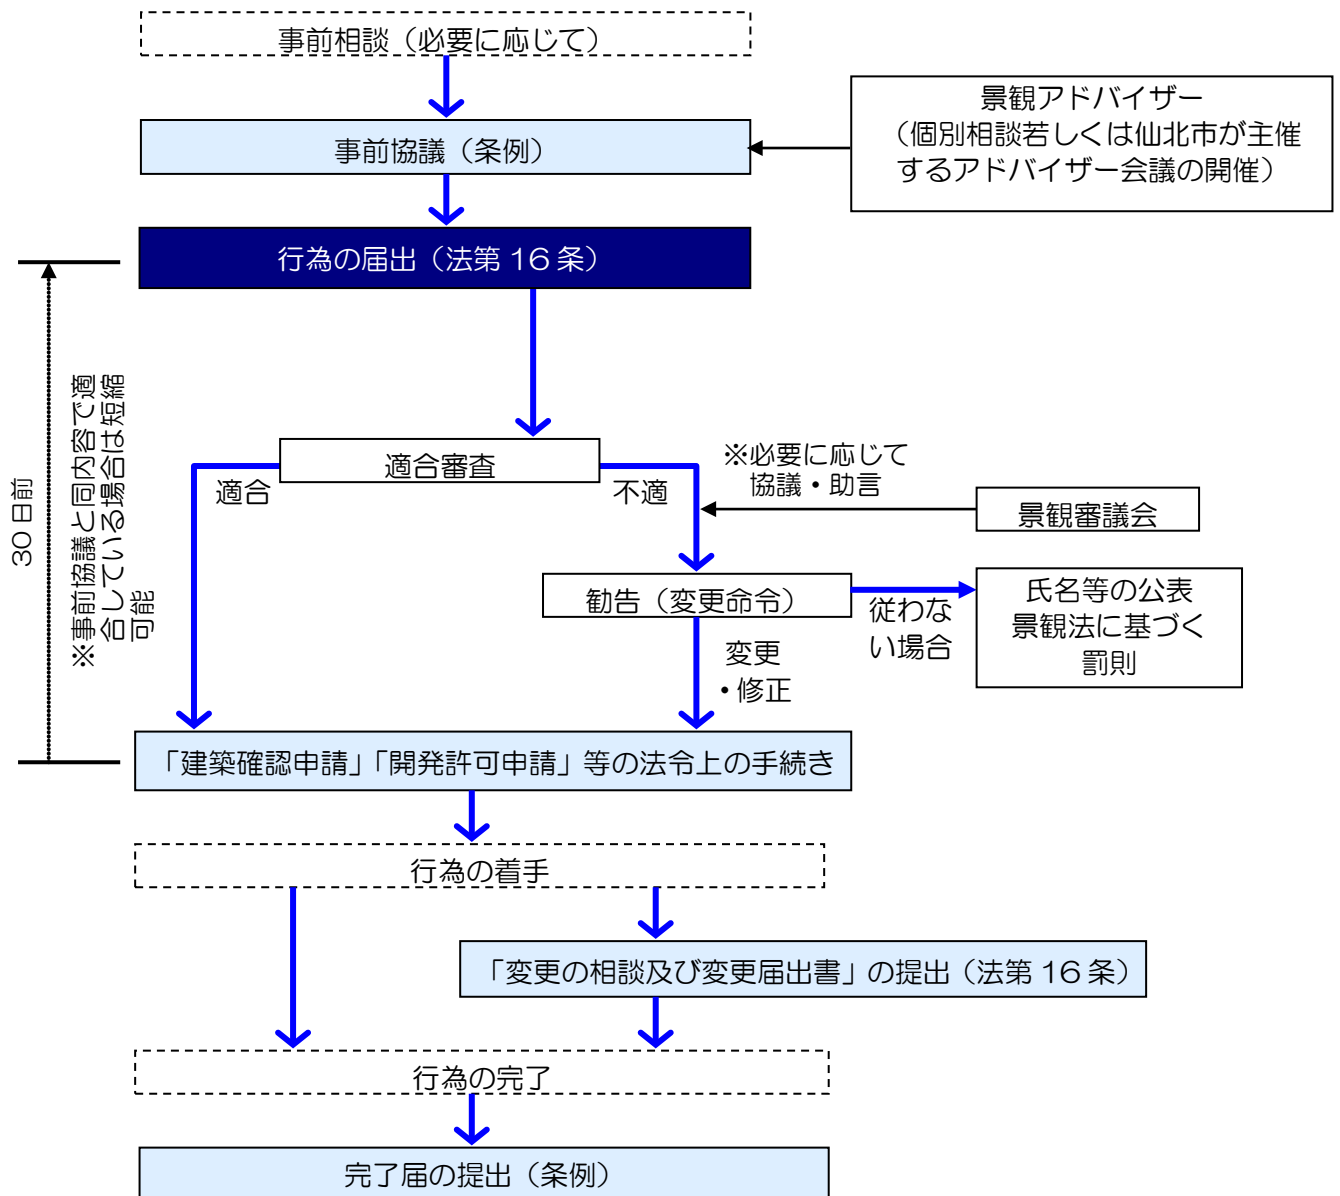 事前相談（必要に応じて）
事前協議（条例）
景観アドバイザー
（個別相談若しくは仙北市が主催
するアドバイザー会議の開催）
行為の届出（法第 16 条）
30 日前
※事前協議と同内容で適
合している場合は短縮
可能
適合審査
適合
不適
※必要に応じて
協議・助言
景観審議会
勧告（変更命令）
従わな
い場合
氏名等の公表
景観法に基づく
罰則
変更
・修正
「建築確認申請」「開発許可申請」等の法令上の手続き
行為の着手
「変更の相談及び変更届出書」の提出（法第 16 条）
行為の完了
完了届の提出（条例）